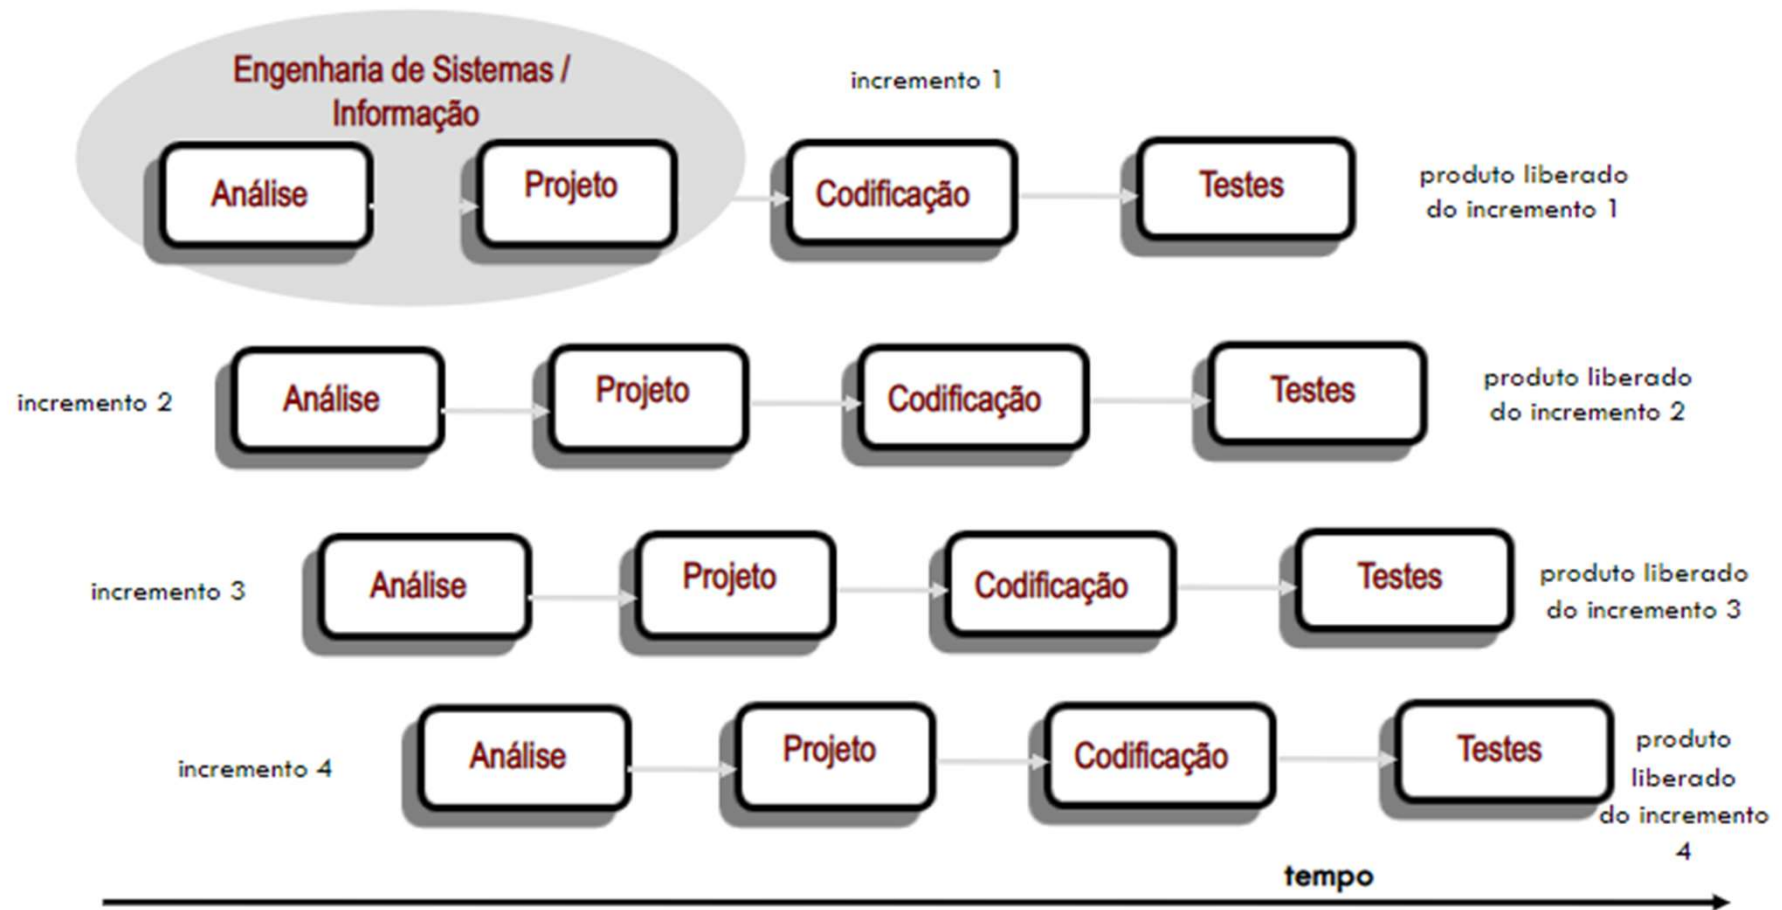 Engenharia de Sistemas /
Informação
incremento 1
Análise
Projeto
Codificação
Testes
produto liberado
do incremento 1
incremento 2
Análise
Projeto
Codificação
Testes
produto liberado
do incremento 2
incremento 3
Análise
Projeto
Codificação
Testes
produto liberado
do incremento 3
incremento 4
Análise
Projeto
Codificação
Testes
produto
liberado
do incremento
4
tempo